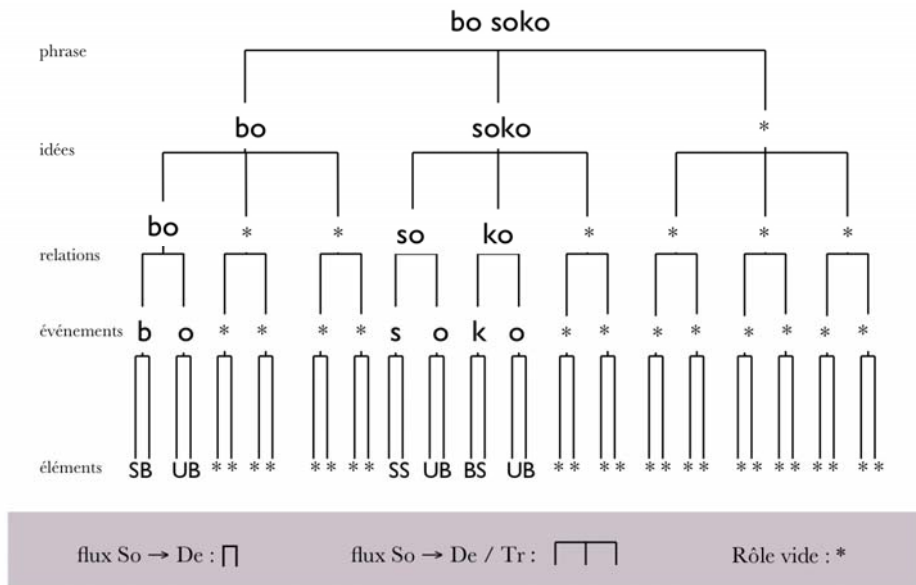 bo soko
phrase
bo soko *
idées
bo * * so ko * * * *
relations
événements b o * * * * s o k o * * * * * * * *
éléments SB UB ** ** ** ** SS UB BS UB ** ** ** ** ** ** ** **
flux So → De : flux So → De / Tr : Rôle vide : *